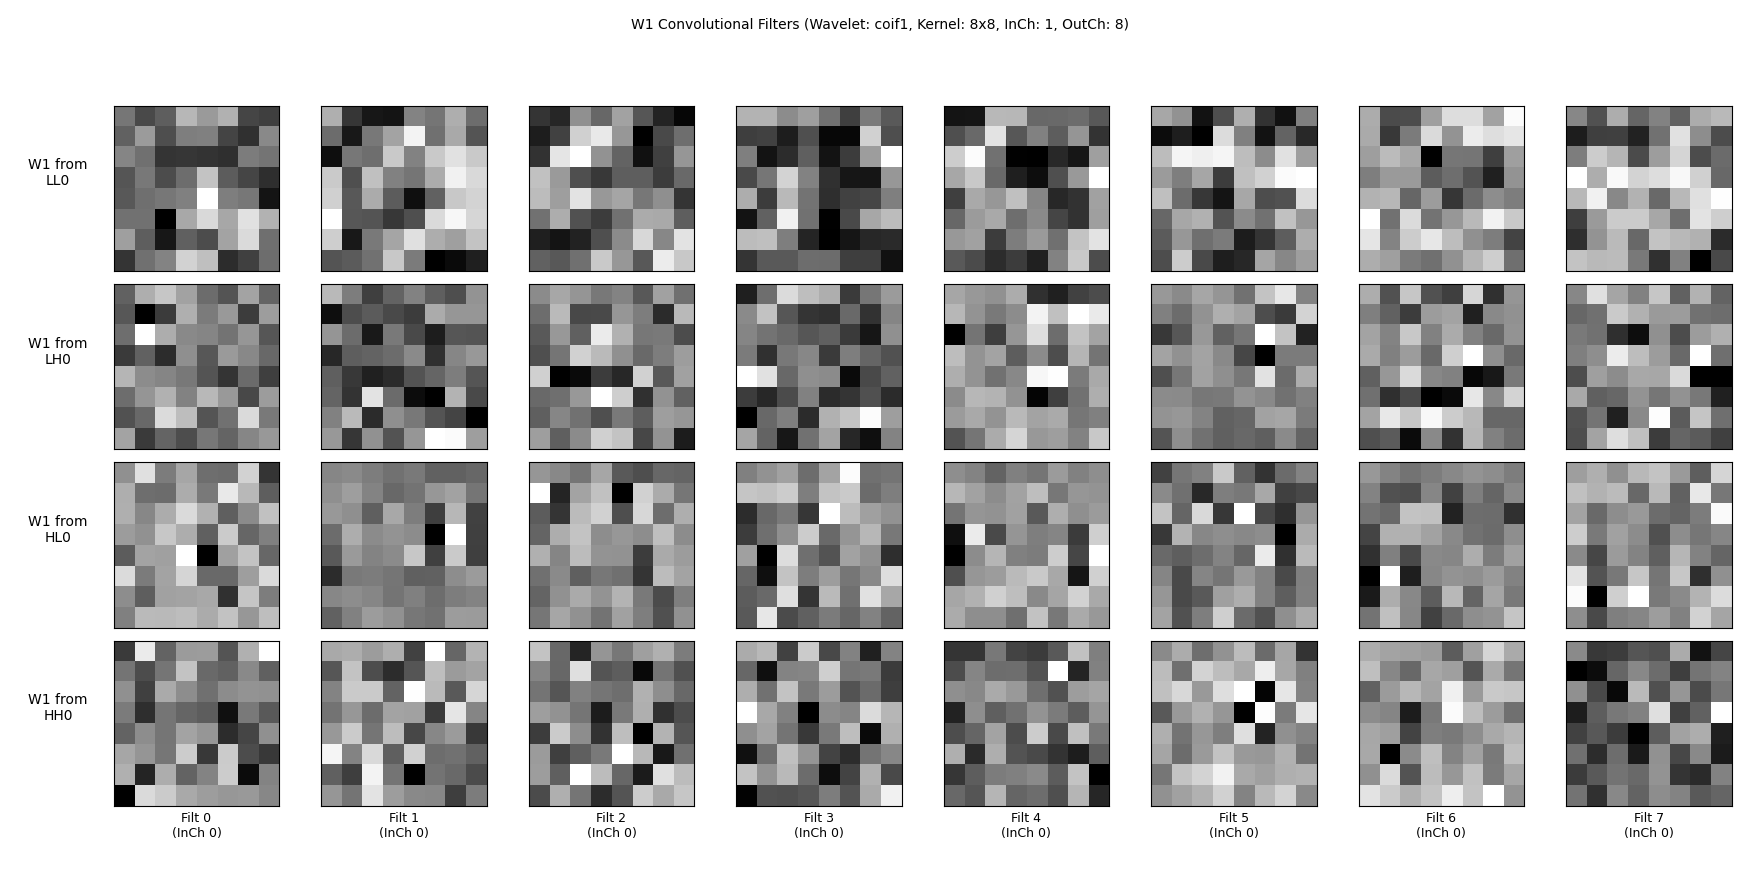 W1 Convolutional Filters (Wavelet: coif1, Kernel: 8x8, InCh: 1, OutCh: 8)
W1 from
LL0
W1 from
LH0
W1 from
HL0
W1 from
HH0
Filt 0
(InCh 0)
Filt 1
(InCh 0)
Filt 2
(InCh 0)
Filt 3
(InCh 0)
Filt 4
(InCh 0)
Filt 5
(InCh 0)
Filt 6
(InCh 0)
Filt 7
(InCh 0)